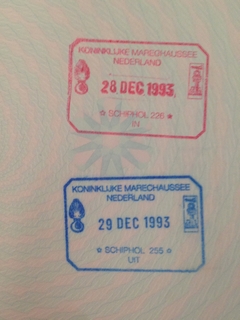 KONINKLIJKE MARECHAUSSEE
NEDERLAND
28 DEC 1993
SCHIPHOL 226
IN
KONINKLIJKE MARECHAUSSEE
NEDERLAND
29 DEC 1993
SCHIPHOL 255
UIT